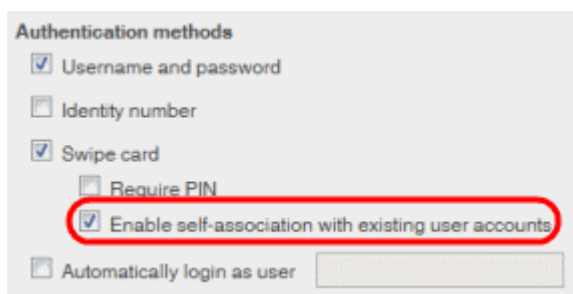 Authentication methods
Username and password
Identity number
Swipe card
Require PIN
Enable self-association with existing user accounts
Automatically login as user